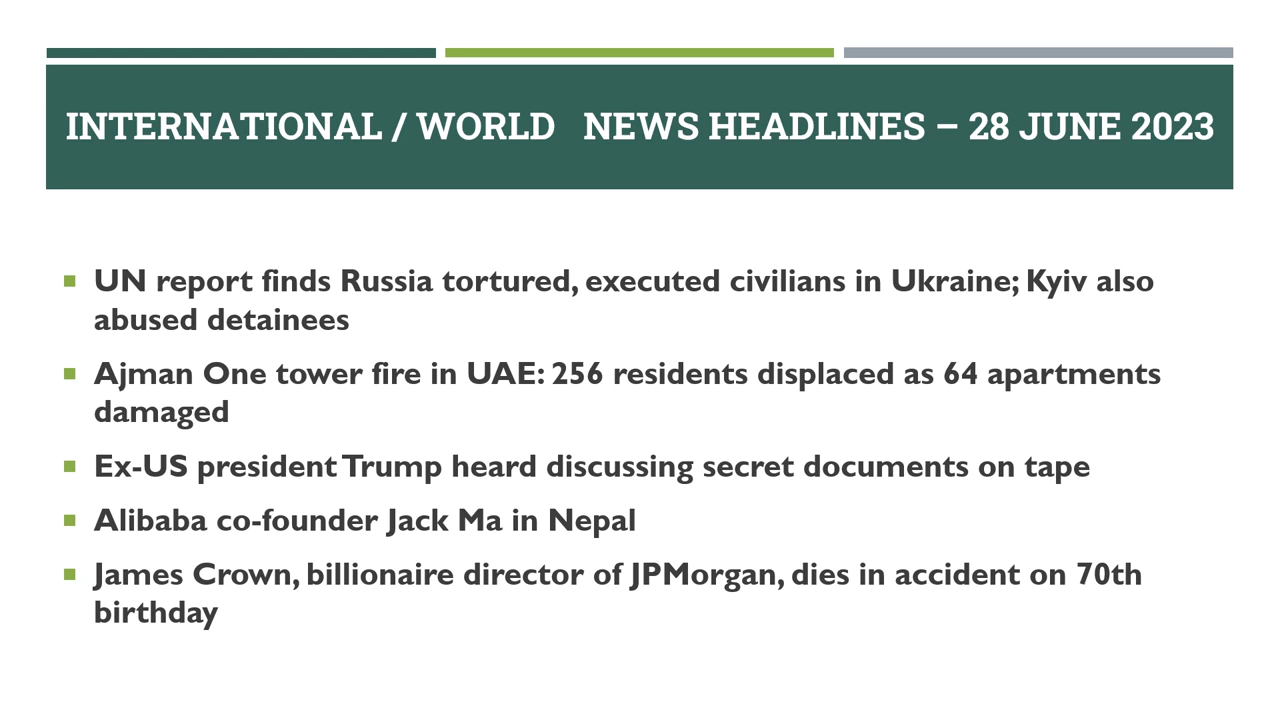 INTERNATIONAL / WORLD NEWS HEADLINES – 28 JUNE 2023
UN report finds Russia tortured, executed civilians in Ukraine; Kyiv also
abused detainees
Ajman One tower fire in UAE: 256 residents displaced as 64 apartments
damaged
Ex-US president Trump heard discussing secret documents on tape
Alibaba co-founder Jack Ma in Nepal
James Crown, billionaire director of JPMorgan, dies in accident on 70th
birthday